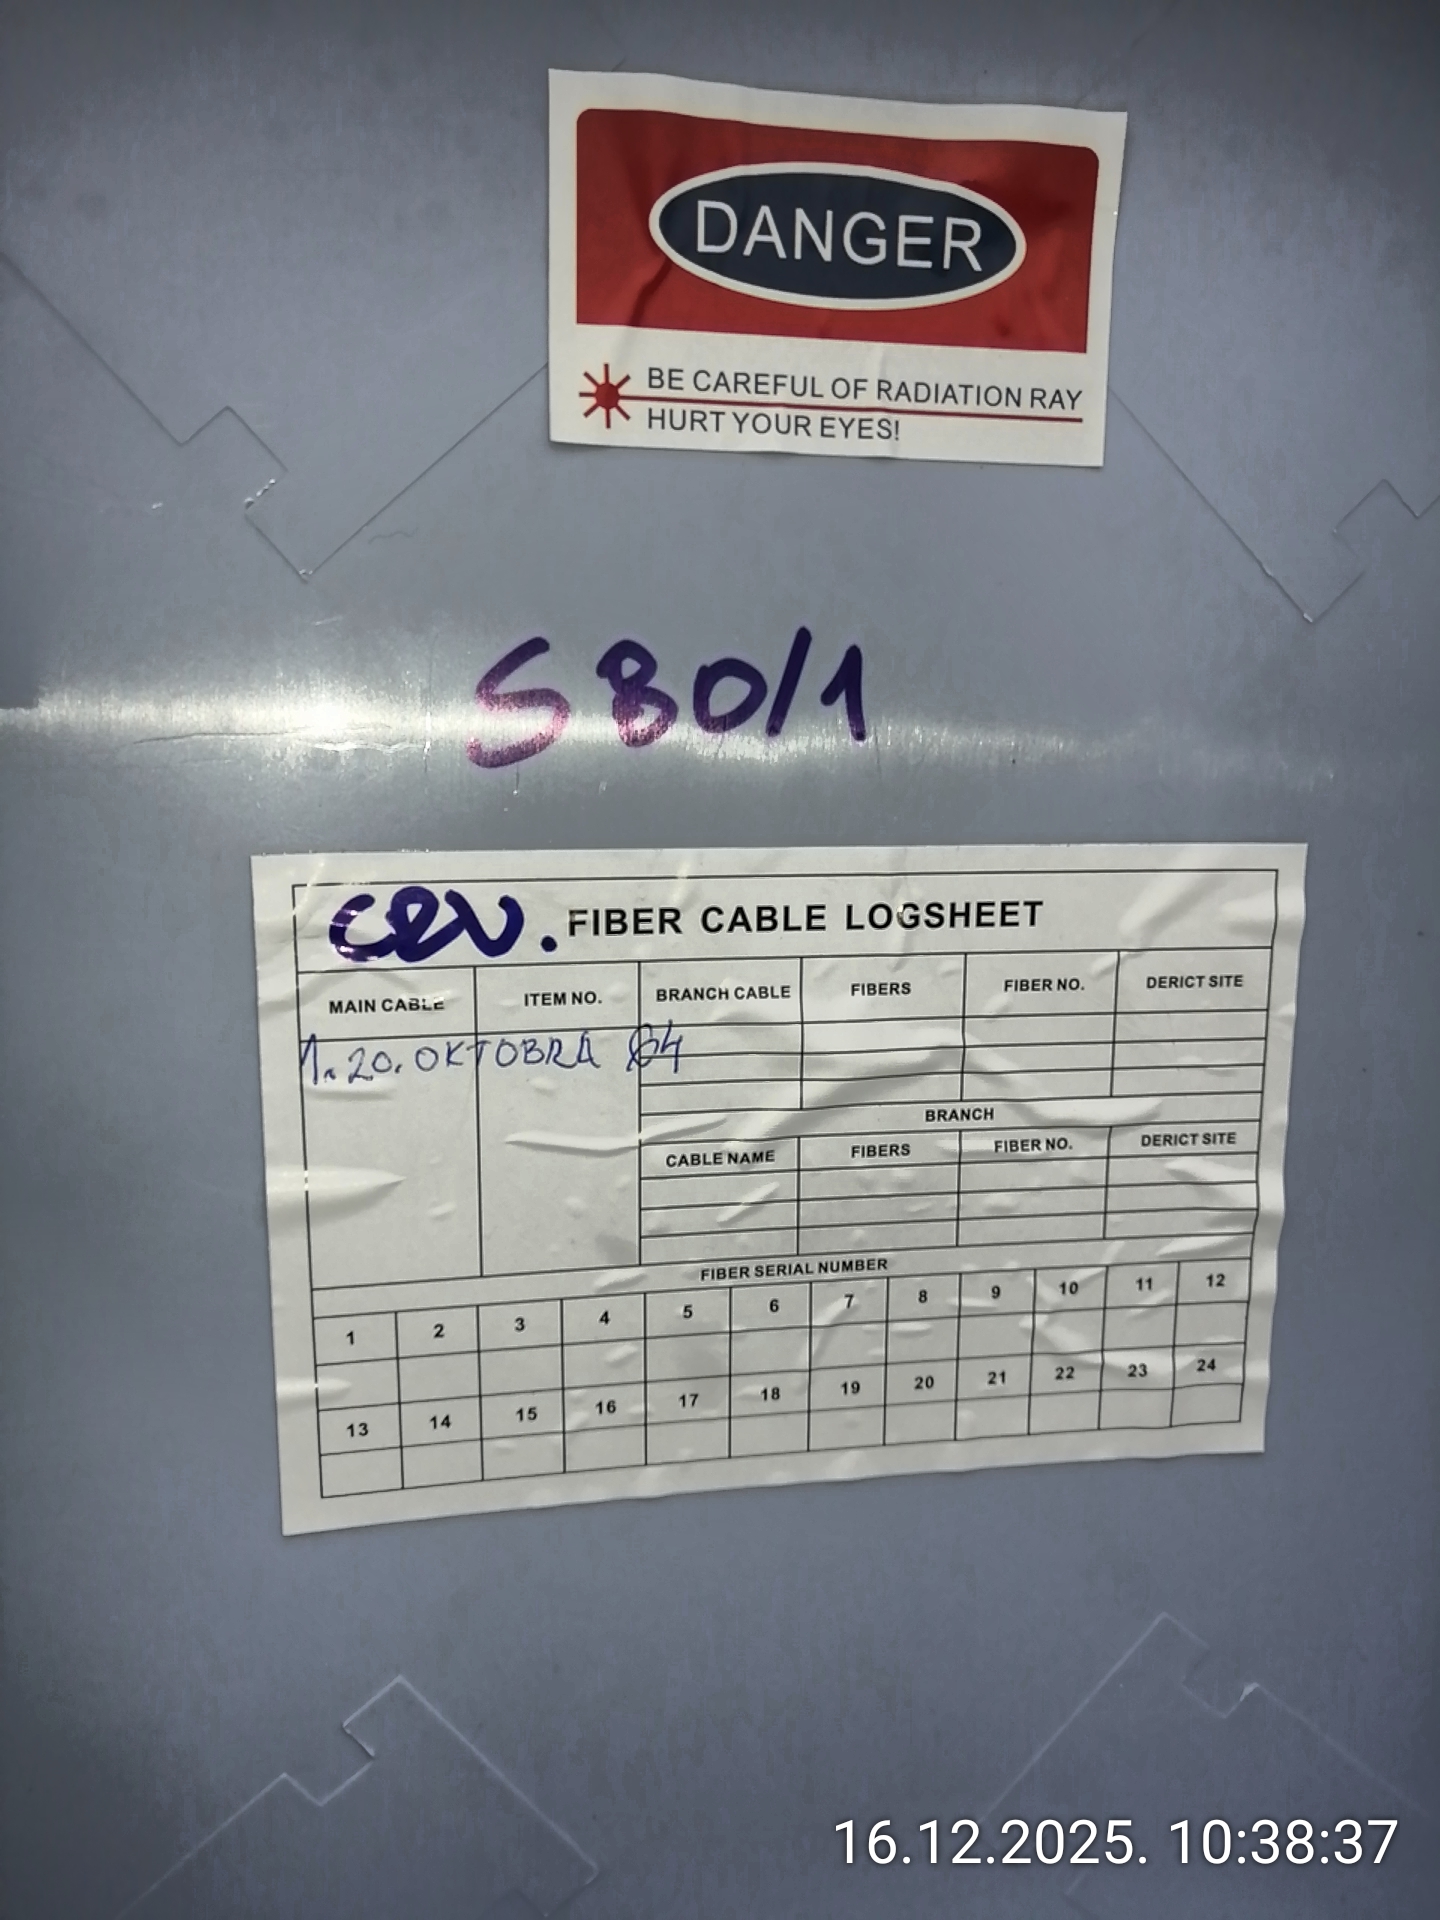 DANGER
BE CAREFUL OF RADIATION RAY
HURT YOUR EYES!
S80/1
FIBER CABLE LOGSHEET
MAIN CABLE ITEM NO. BRANCH CABLE FIBERS FIBER NO. DERICT SITE
1. 20. OKTOBRA 64
BRANCH
CABLE NAME FIBERS FIBER NO. DERICT SITE
FIBER SERIAL NUMBER
1 2 3 4 5 6 7 8 9 10 11 12
13 14 15 16 17 18 19 20 21 22 23 24
16.12.2025. 10:38:37